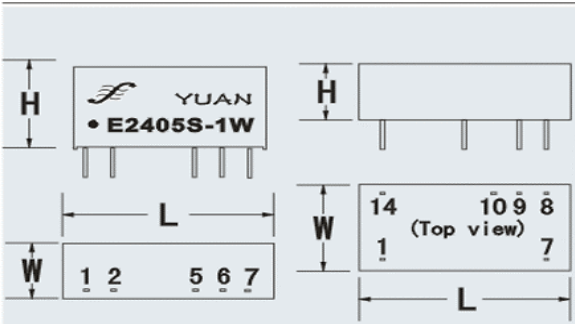 H
YUAN
E2405S-1W
L
W
1 2 5 6 7
H
W
14 10 9 8
(Top view)
1 7
L